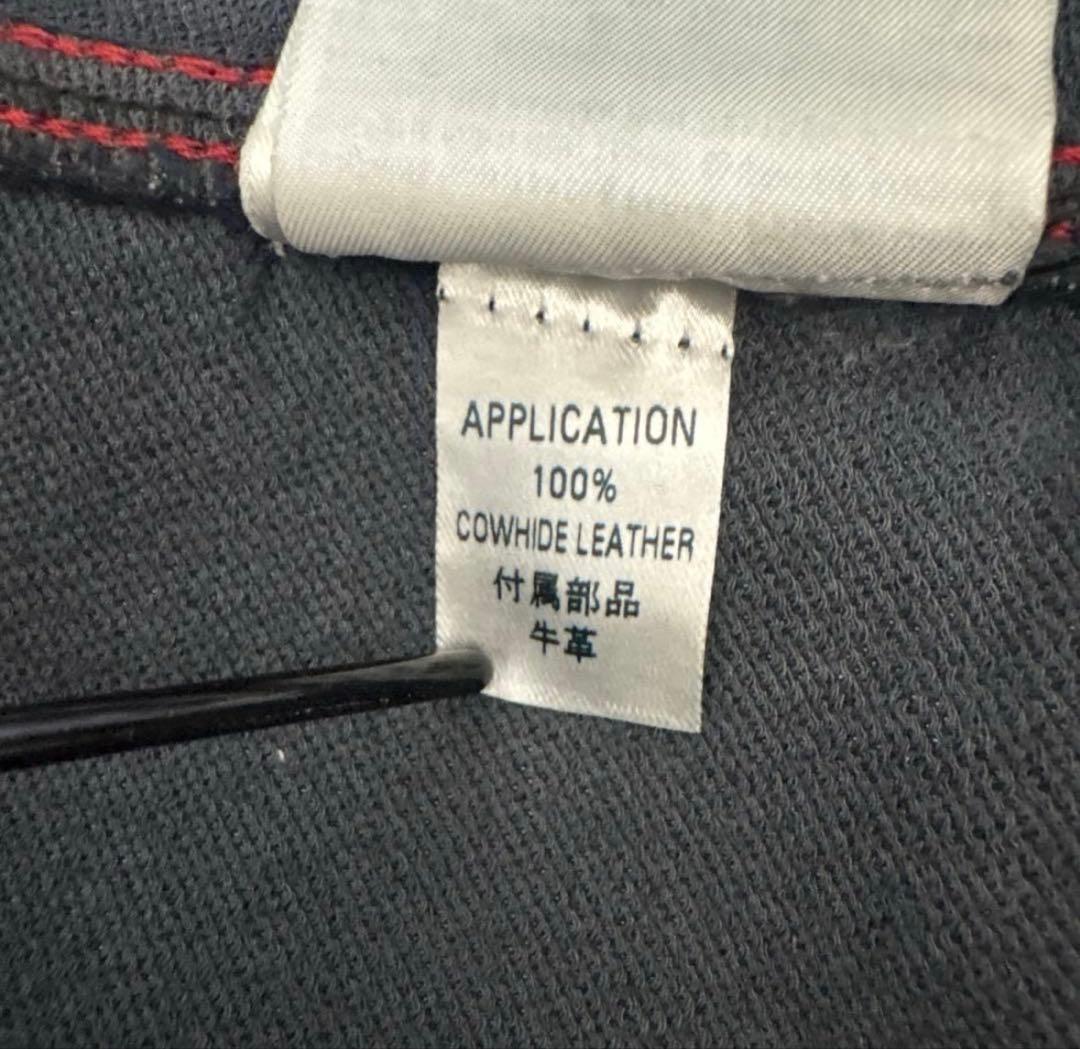 APPLICATION
100%
COWHIDE LEATHER
付属部品
牛革